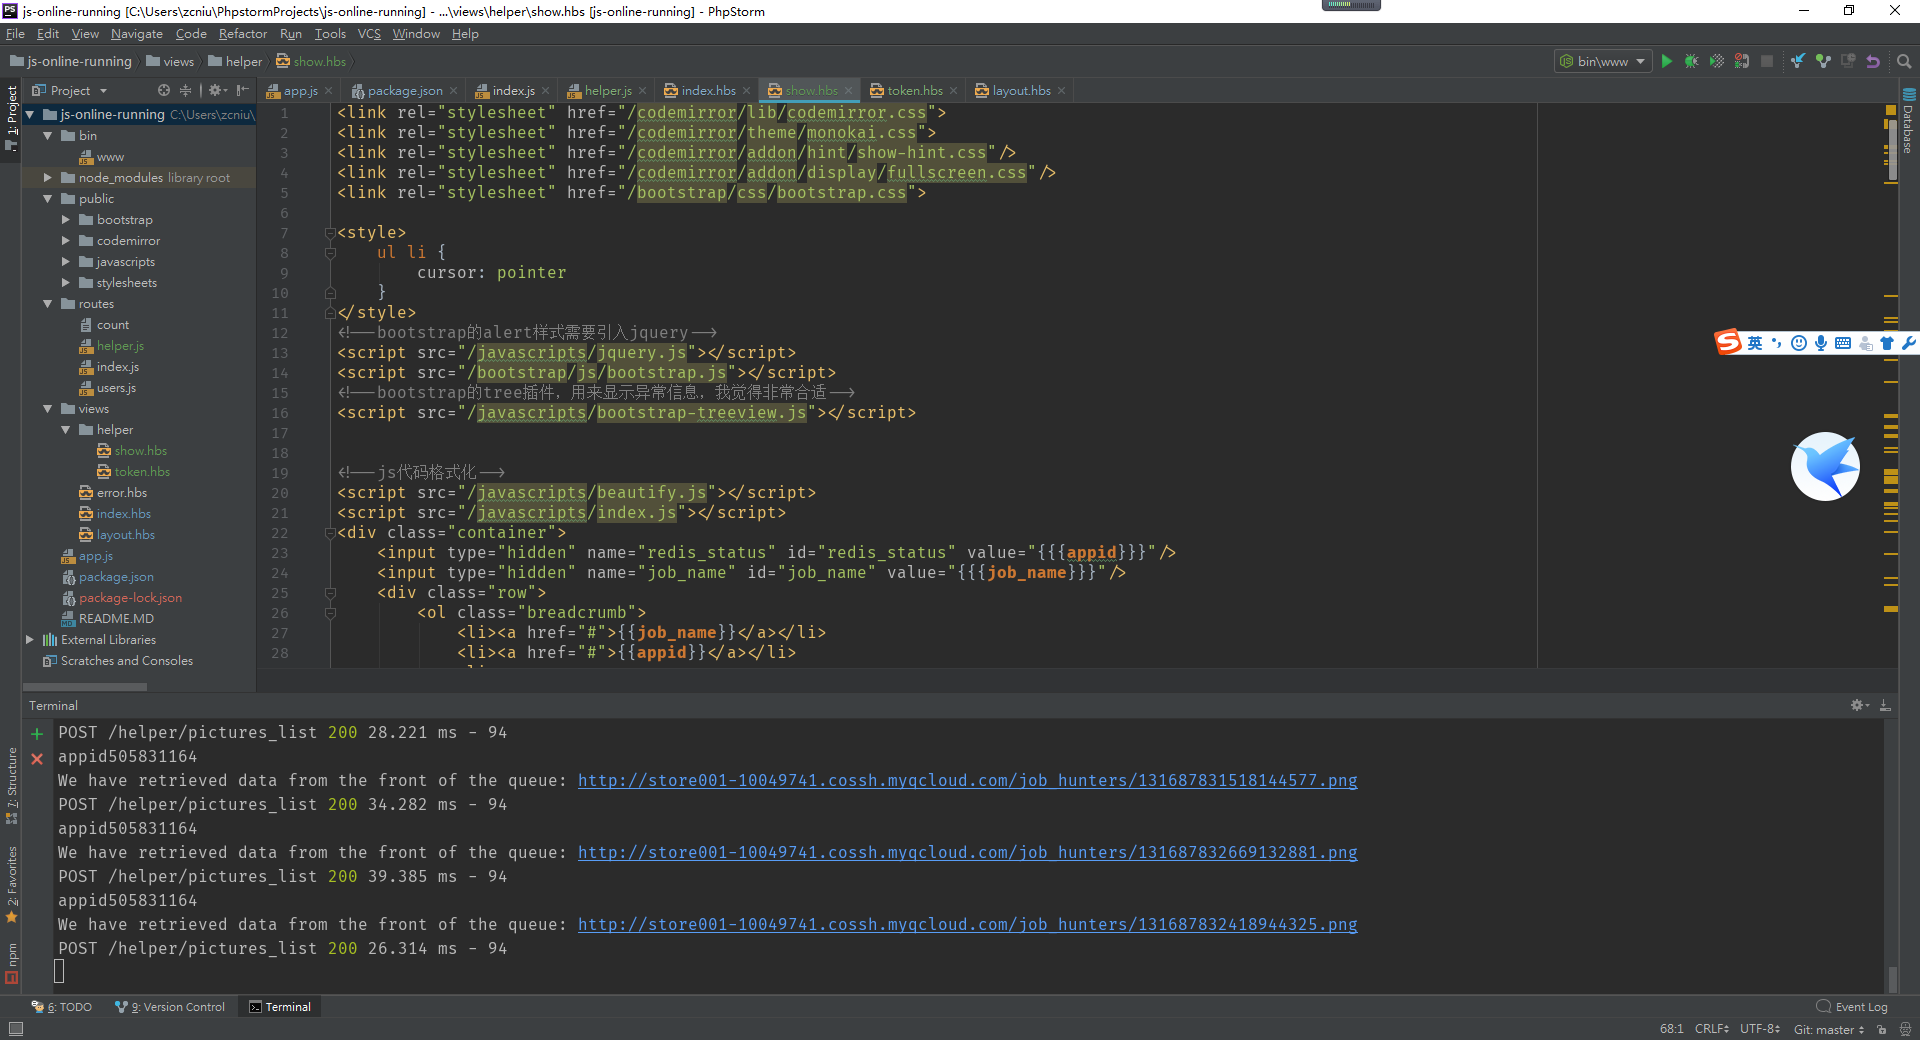 js-online-running [C:\Users\zcniu\PhpstormProjects\js-online-running] - ...\views\helper\show.hbs [js-online-running] - PhpStorm
File Edit View Navigate Code Refactor Run Tools VCS Window Help
js-online-running views helper show.hbs bin\www
Project
app.js package.json index.js helper.js index.hbs show.hbs token.hbs layout.hbs
1: Project
js-online-running C:\Users\zcniu\
bin
www
node_modules library root
public
bootstrap
codemirror
javascripts
stylesheets
routes
count
helper.js
index.js
users.js
views
helper
show.hbs
token.hbs
error.hbs
index.hbs
layout.hbs
app.js
package.json
package-lock.json
README.MD
External Libraries
Scratches and Consoles
1 <link rel="stylesheet" href="/codemirror/lib/codemirror.css">
2 <link rel="stylesheet" href="/codemirror/theme/monokai.css">
3 <link rel="stylesheet" href="/codemirror/addon/hint/show-hint.css"/>
4 <link rel="stylesheet" href="/codemirror/addon/display/fullscreen.css"/>
5 <link rel="stylesheet" href="/bootstrap/css/bootstrap.css">
6
7 <style>
8 ul li {
9 cursor: pointer
10 }
11 </style>
12 <!--bootstrap的alert样式需要引入jquery-->
13 <script src="/javascripts/jquery.js"></script>
14 <script src="/bootstrap/js/bootstrap.js"></script>
15 <!--bootstrap的tree插件，用来显示异常信息，我觉得非常合适-->
16 <script src="/javascripts/bootstrap-treeview.js"></script>
17
18
19 <!--js代码格式化-->
20 <script src="/javascripts/beautify.js"></script>
21 <script src="/javascripts/index.js"></script>
22 <div class="container">
23 <input type="hidden" name="redis_status" id="redis_status" value="{{{appid}}}"/>
24 <input type="hidden" name="job_name" id="job_name" value="{{{job_name}}}"/>
25 <div class="row">
26 <ol class="breadcrumb">
27 <li><a href="#">{{job_name}}</a></li>
28 <li><a href="#">{{appid}}</a></li>
Database
英
Terminal
POST /helper/pictures_list 200 28.221 ms - 94
appid505831164
We have retrieved data from the front of the queue: http://store001-10049741.cossh.myqcloud.com/job_hunters/131687831518144577.png
POST /helper/pictures_list 200 34.282 ms - 94
appid505831164
We have retrieved data from the front of the queue: http://store001-10049741.cossh.myqcloud.com/job_hunters/131687832669132881.png
POST /helper/pictures_list 200 39.385 ms - 94
appid505831164
We have retrieved data from the front of the queue: http://store001-10049741.cossh.myqcloud.com/job_hunters/131687832418944325.png
POST /helper/pictures_list 200 26.314 ms - 94
7: Structure
2: Favorites
npm
6: TODO 9: Version Control Terminal Event Log
68:1 CRLF UTF-8 Git: master